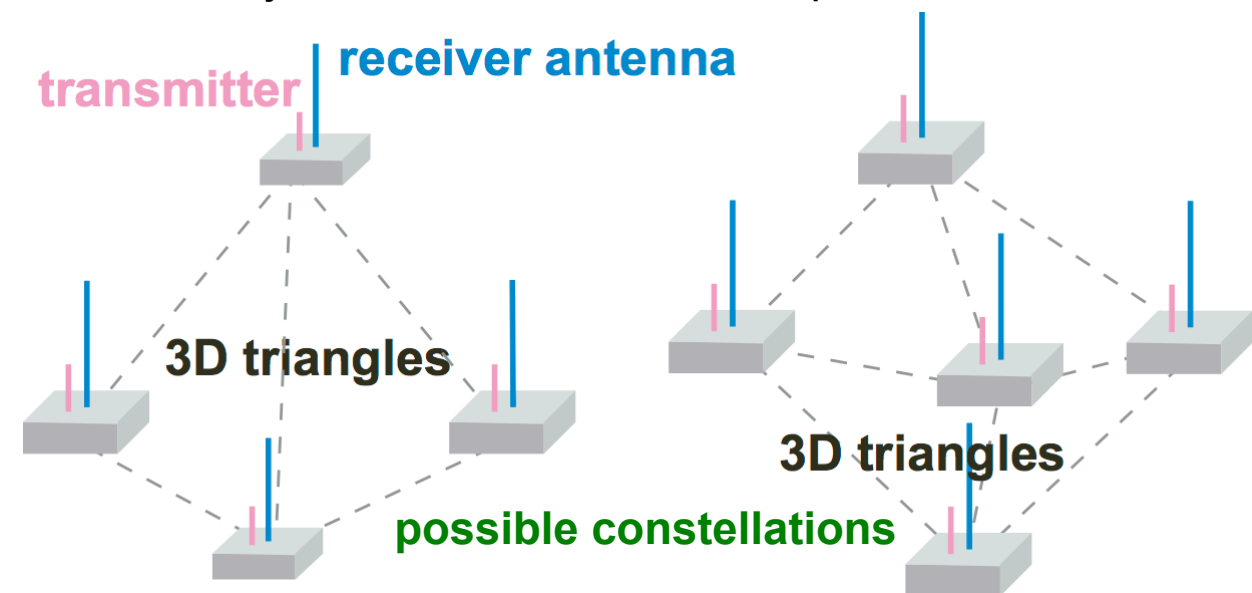 receiver antenna
transmitter
3D triangles
3D triangles
possible constellations